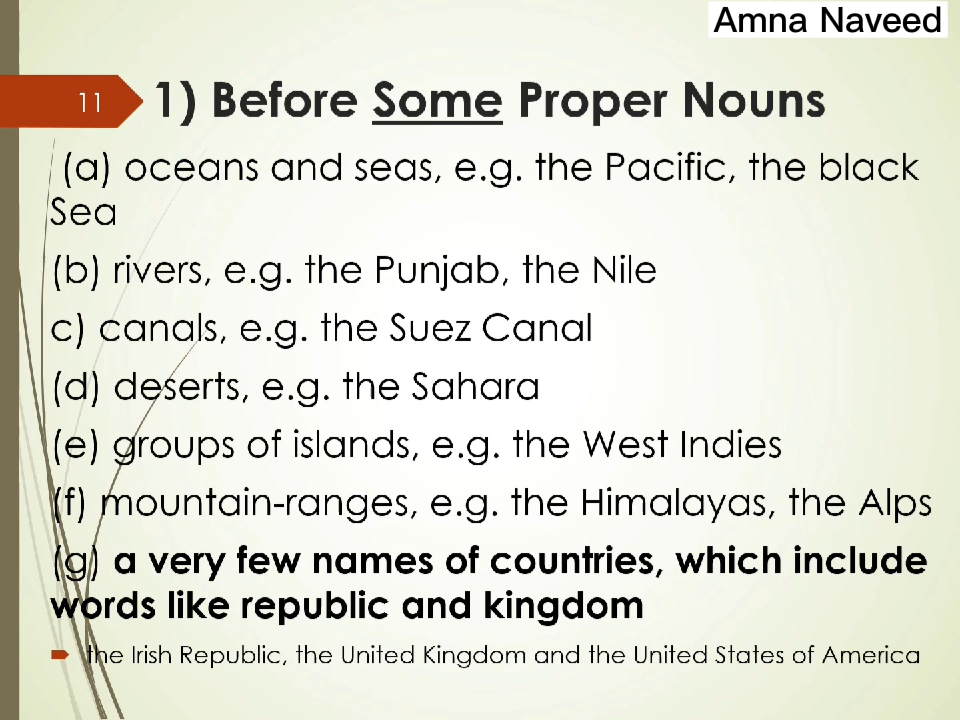 Amna Naveed
11
1) Before Some Proper Nouns
(a) oceans and seas, e.g. the Pacific, the black
Sea
(b) rivers, e.g. the Punjab, the Nile
c) canals, e.g. the Suez Canal
(d) deserts, e.g. the Sahara
(e) groups of islands, e.g. the West Indies
(f) mountain-ranges, e.g. the Himalayas, the Alps
(g) a very few names of countries, which include
words like republic and kingdom
the Irish Republic, the United Kingdom and the United States of America